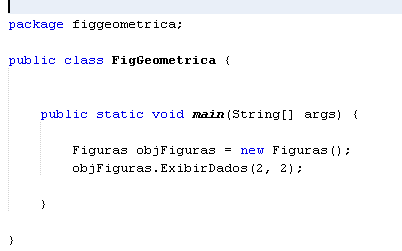 package figgeometrica;
public class FigGeometrica {
public static void main(String[] args) {
Figuras objFiguras = new Figuras();
objFiguras.ExibirDados(2, 2);
}
}